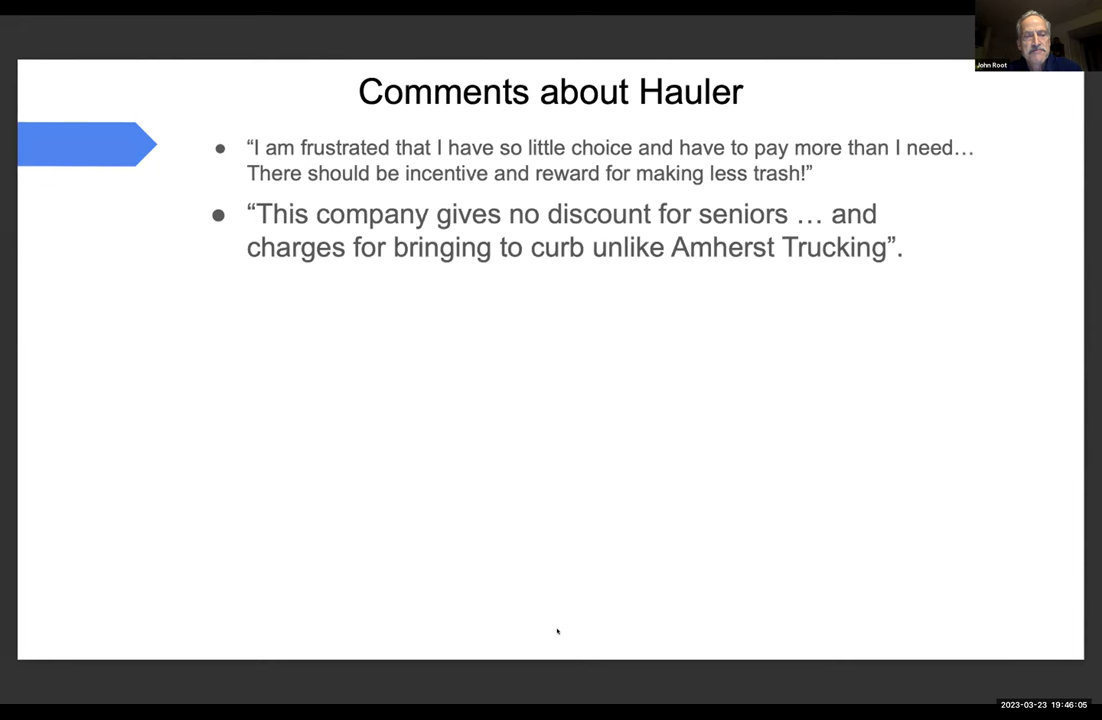 John Root
Comments about Hauler
● “I am frustrated that I have so little choice and have to pay more than I need…
There should be incentive and reward for making less trash!”
● “This company gives no discount for seniors … and
charges for bringing to curb unlike Amherst Trucking”.
2023-03-23 19:46:05